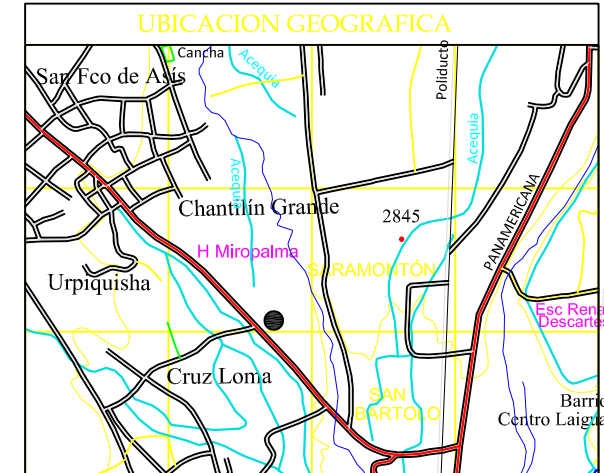 UBICACION GEOGRAFICA
Cancha
San Fco de Asís
Acequia
Poliducto
Acequia
Acequia
PANAMERICANA
Chantilín Grande
2845
H Miropalma
SARAMONTÓN
Urpiquisha
Esc Rena
Descartes
Cruz Loma
SAN
BARTOLO
Barrio
Centro Laigua